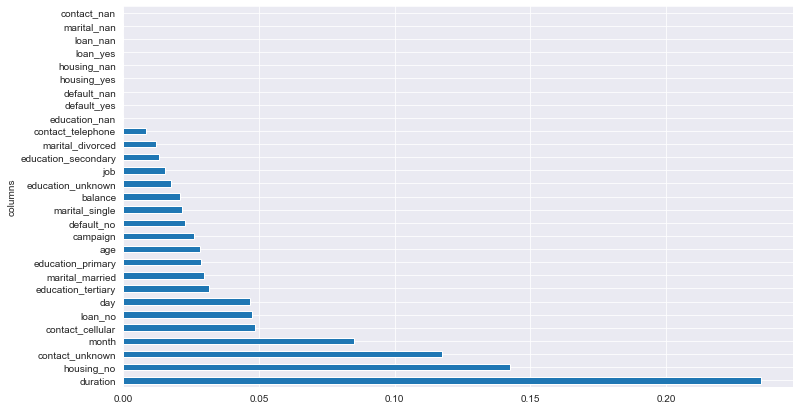 contact_nan
marital_nan
loan_nan
loan_yes
housing_nan
housing_yes
default_nan
default_yes
education_nan
contact_telephone
marital_divorced
education_secondary
job
education_unknown
balance
marital_single
default_no
campaign
age
education_primary
marital_married
education_tertiary
day
loan_no
contact_cellular
month
contact_unknown
housing_no
duration
columns
0.00 0.05 0.10 0.15 0.20